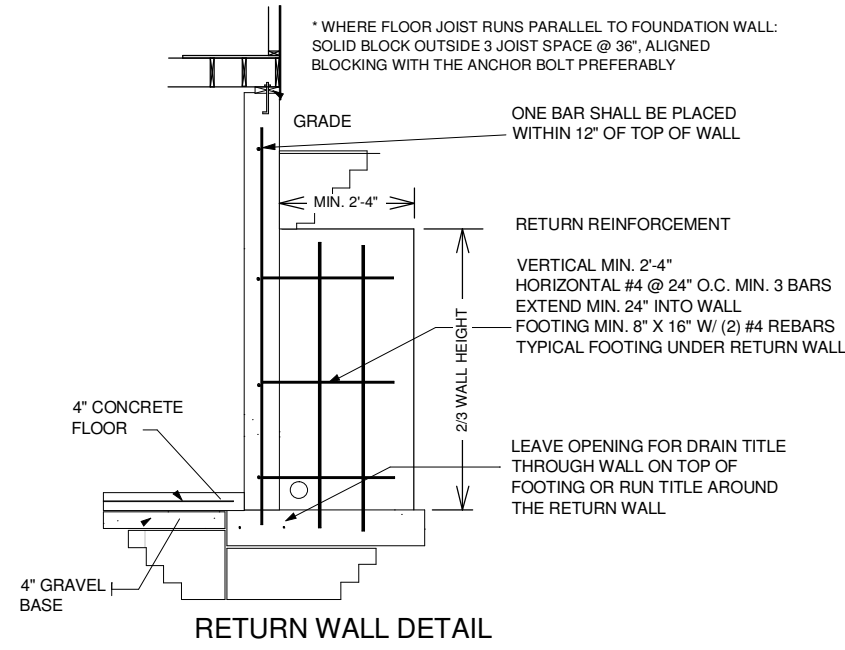 * WHERE FLOOR JOIST RUNS PARALLEL TO FOUNDATION WALL:
SOLID BLOCK OUTSIDE 3 JOIST SPACE @ 36", ALIGNED
BLOCKING WITH THE ANCHOR BOLT PREFERABLY
GRADE
ONE BAR SHALL BE PLACED
WITHIN 12" OF TOP OF WALL
MIN. 2'-4"
RETURN REINFORCEMENT
VERTICAL MIN. 2'-4"
HORIZONTAL #4 @ 24" O.C. MIN. 3 BARS
EXTEND MIN. 24" INTO WALL
FOOTING MIN. 8" X 16" W/ (2) #4 REBARS
TYPICAL FOOTING UNDER RETURN WALL
2/3 WALL HEIGHT
4" CONCRETE
FLOOR
LEAVE OPENING FOR DRAIN TITLE
THROUGH WALL ON TOP OF
FOOTING OR RUN TITLE AROUND
THE RETURN WALL
4" GRAVEL
BASE
RETURN WALL DETAIL